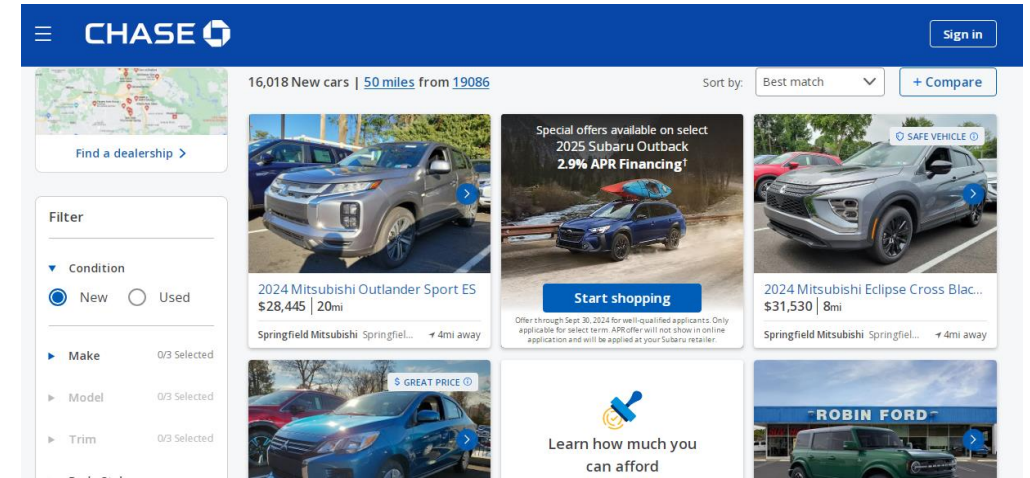 CHASE
Sign in
16,018 New cars | 50 miles from 19086
Sort by:
Best match
+ Compare
Find a dealership
Filter
Condition
New
Used
Make
0/3 Selected
Model
0/3 Selected
Trim
0/3 Selected
2024 Mitsubishi Outlander Sport ES
$28,445 | 20mi
Springfield Mitsubishi Springfiel...
4mi away
Special offers available on select
2025 Subaru Outback
2.9% APR Financing†
Start shopping
Offer through Sept 30, 2024 for well-qualified applicants. Only
applicable for select term. APR offer will not show in online
application and will be applied at your Subaru retailer.
SAFE VEHICLE
2024 Mitsubishi Eclipse Cross Blac...
$31,530 | 8mi
Springfield Mitsubishi Springfiel...
4mi away
$ GREAT PRICE
Learn how much you
can afford
ROBIN FORD